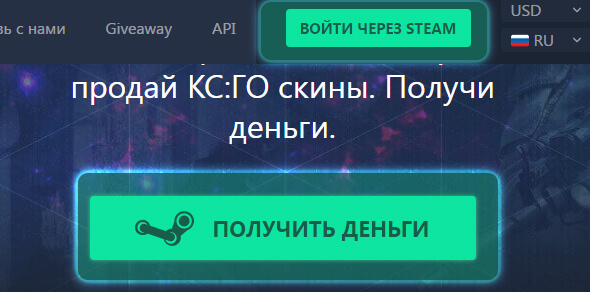 зь с нами Giveaway API ВОЙТИ ЧЕРЕЗ STEAM USD
RU
продай КС:ГО скины. Получи
деньги.
ПОЛУЧИТЬ ДЕНЬГИ